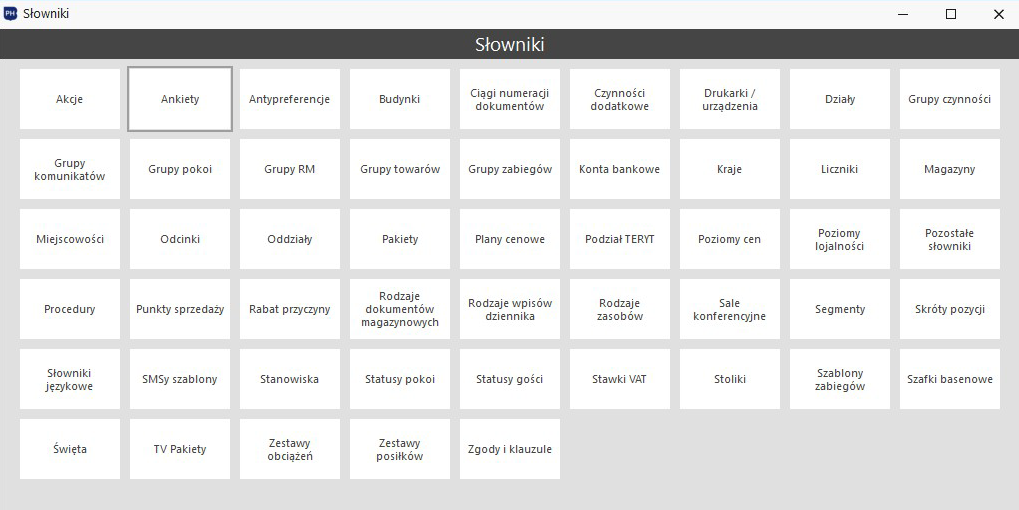 PH Słowniki
Słowniki
Akcje
Ankiety
Antypreferencje
Budynki
Ciągi numeracji
dokumentów
Czynności
dodatkowe
Drukarki /
urządzenia
Działy
Grupy czynności
Grupy
komunikatów
Grupy pokoi
Grupy RM
Grupy towarów
Grupy zabiegów
Konta bankowe
Kraje
Liczniki
Magazyny
Miejscowości
Odcinki
Oddziały
Pakiety
Plany cenowe
Podział TERYT
Poziomy cen
Poziomy
lojalności
Pozostałe
słowniki
Procedury
Punkty sprzedaży
Rabat przyczyny
Rodzaje
dokumentów
magazynowych
Rodzaje wpisów
dziennika
Rodzaje
zasobów
Sale
konferencyjne
Segmenty
Skróty pozycji
Słowniki
językowe
SMSy szablony
Stanowiska
Statusy pokoi
Statusy gości
Stawki VAT
Stoliki
Szablony
zabiegów
Szafki basenowe
Święta
TV Pakiety
Zestawy
obciążeń
Zestawy
posiłków
Zgody i klauzule